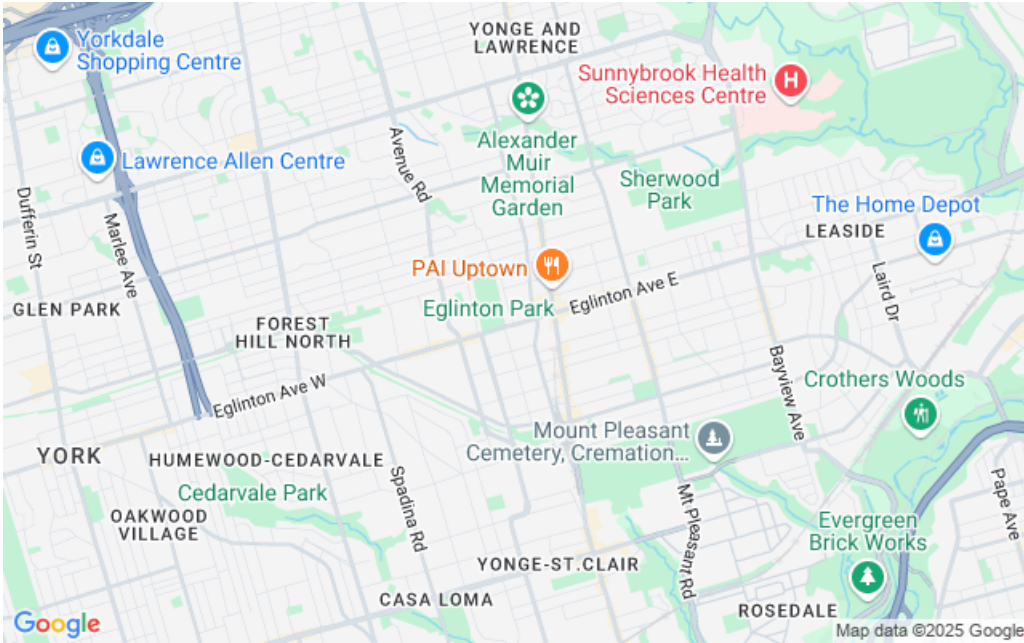 YONGE AND
LAWRENCE
Yorkdale
Shopping Centre
Sunnybrook Health
Sciences Centre
H
Alexander
Muir
Memorial
Garden
Avenue Rd
Lawrence Allen Centre
Sherwood
Park
Dufferin St
Marlee Ave
The Home Depot
LEASIDE
PAI Uptown
Laird Dr
Eglinton Ave E
Eglinton Park
GLEN PARK
FOREST
HILL NORTH
Bayview Ave
Crothers Woods
Eglinton Ave W
Mount Pleasant
Cemetery, Cremation...
YORK
HUMEWOOD-CEDARVALE
Cedarvale Park
Spadina Rd
Mt Pleasant Rd
Pape Ave
OAKWOOD
VILLAGE
Evergreen
Brick Works
YONGE-ST.CLAIR
CASA LOMA
ROSEDALE
Google
Map data ©2025 Google